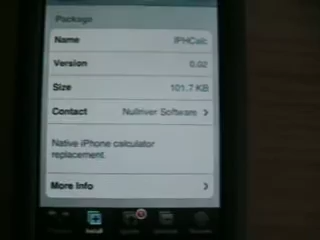 Package
Name IPHCalc
Version 0.02
Size 101.7 KB
Contact Nullriver Software
Native iPhone calculator
replacement.
More Info
Install